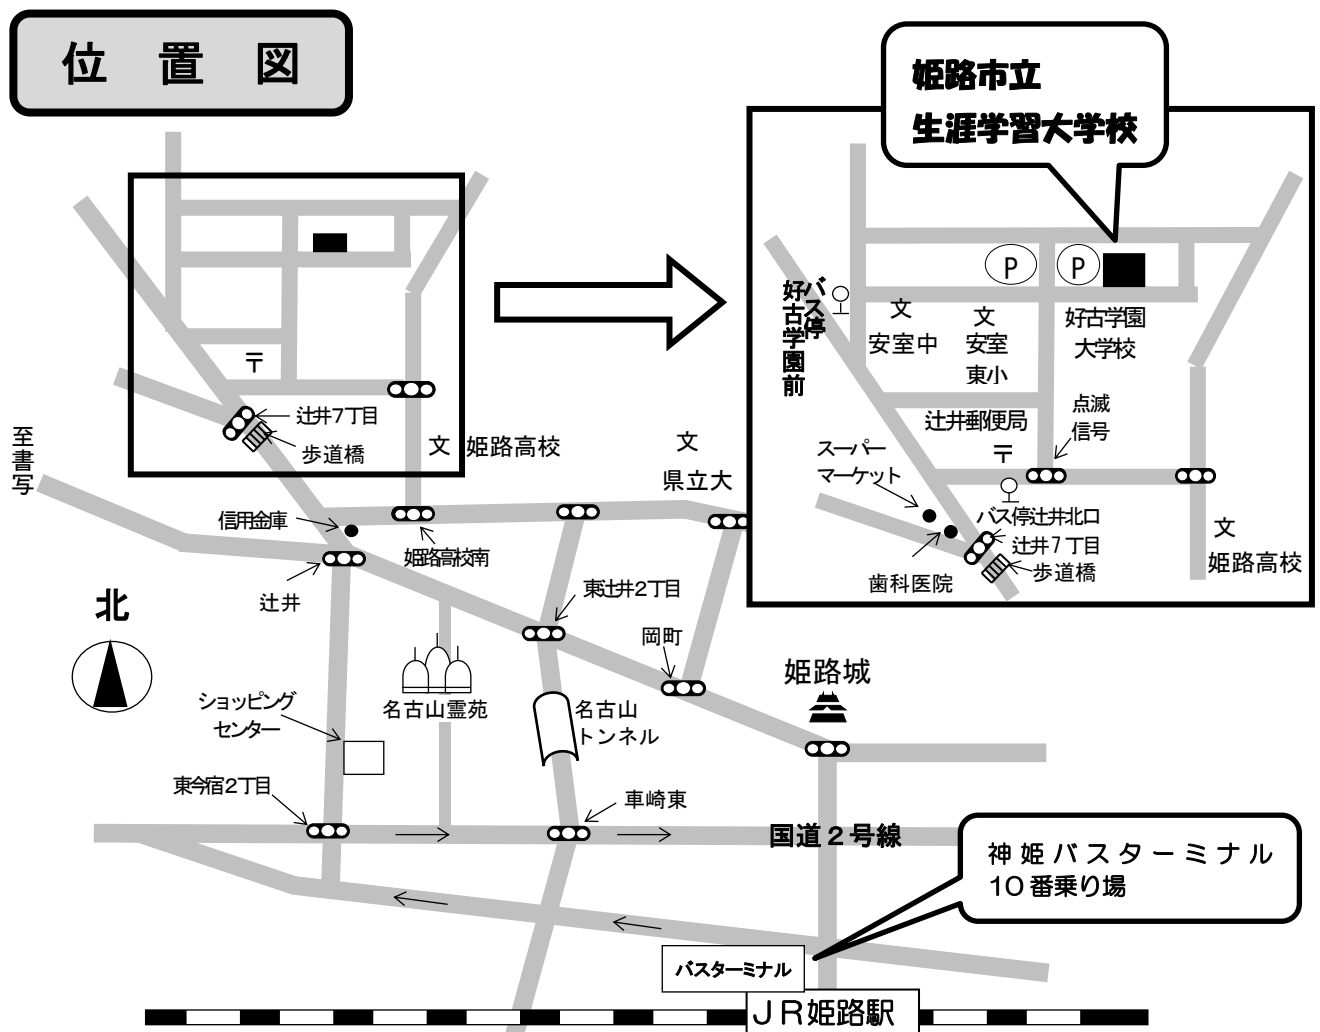 位置図
姫路市立
生涯学習大学校
P
P
バス停
好古学園前
文
安室中
文
安室
東小
好古学園
大学校
辻井郵便局
〒
点滅
信号
スーパー
マーケット
バス停辻井北口
辻井7丁目
歩道橋
歯科医院
文
姫路高校
〒
辻井7丁目
歩道橋
文 姫路高校
至書写
文
県立大
信用金庫
姫路高校南
辻井
北
東辻井2丁目
岡町
姫路城
ショッピング
センター
名古山霊苑
名古山
トンネル
東今宿2丁目
車崎東
国道2号線
神姫バスターミナル
10番乗り場
バスターミナル
JR姫路駅